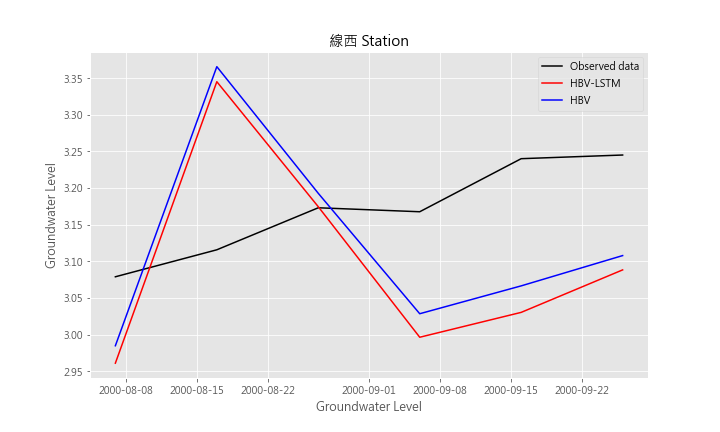 線西 Station
Observed data
HBV-LSTM
HBV
Groundwater Level
3.35
3.30
3.25
3.20
3.15
3.10
3.05
3.00
2.95
2000-08-08 2000-08-15 2000-08-22 2000-09-01 2000-09-08 2000-09-15 2000-09-22
Groundwater Level